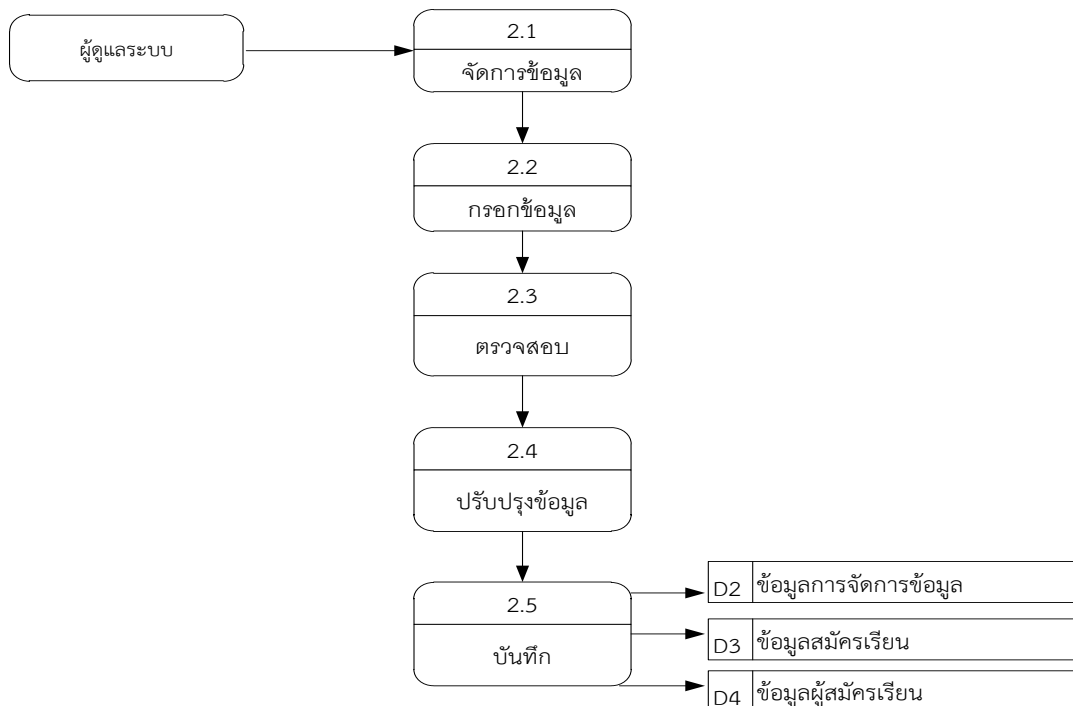 ผู้ดูแลระบบ
2.1
จัดการข้อมูล
2.2
กรอกข้อมูล
2.3
ตรวจสอบ
2.4
ปรับปรุงข้อมูล
2.5
บันทึก
D2 ข้อมูลการจัดการข้อมูล
D3 ข้อมูลสมัครเรียน
D4 ข้อมูลผู้สมัครเรียน